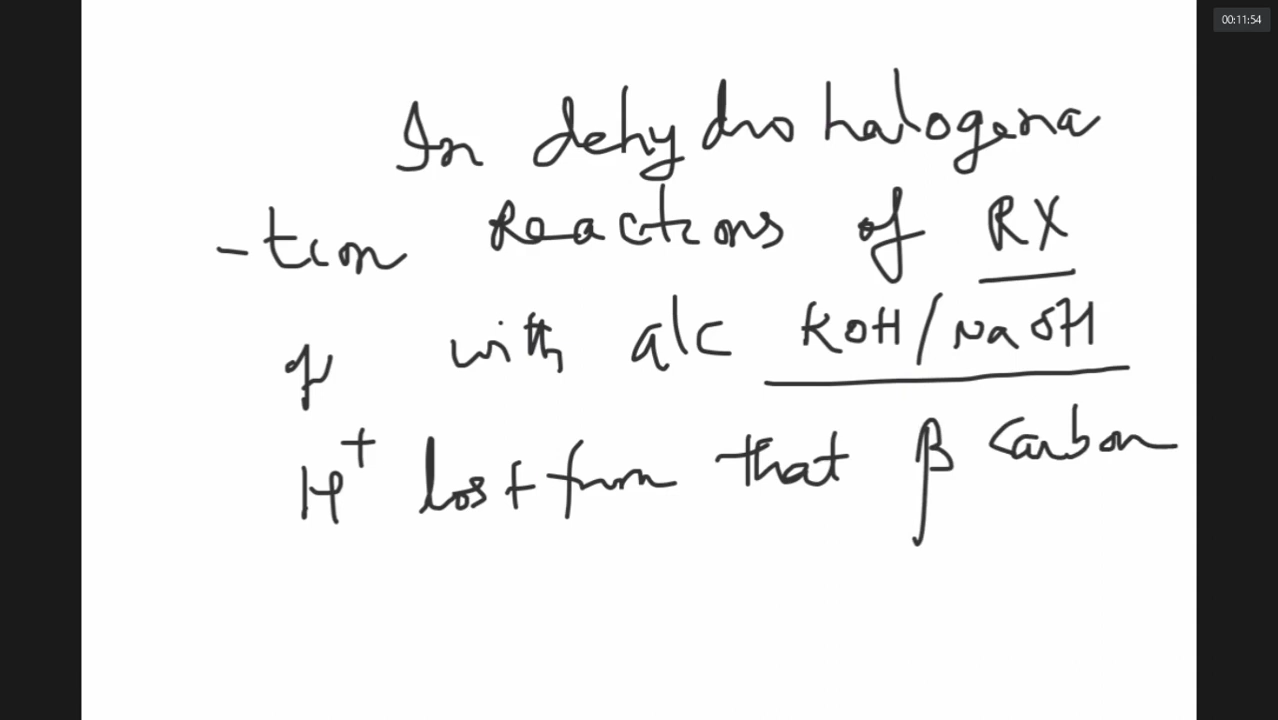 00:11:54
In dehydrohalogena
-tion Reactions of RX
with alc KOH/NaOH
H+ lost from that β carbon